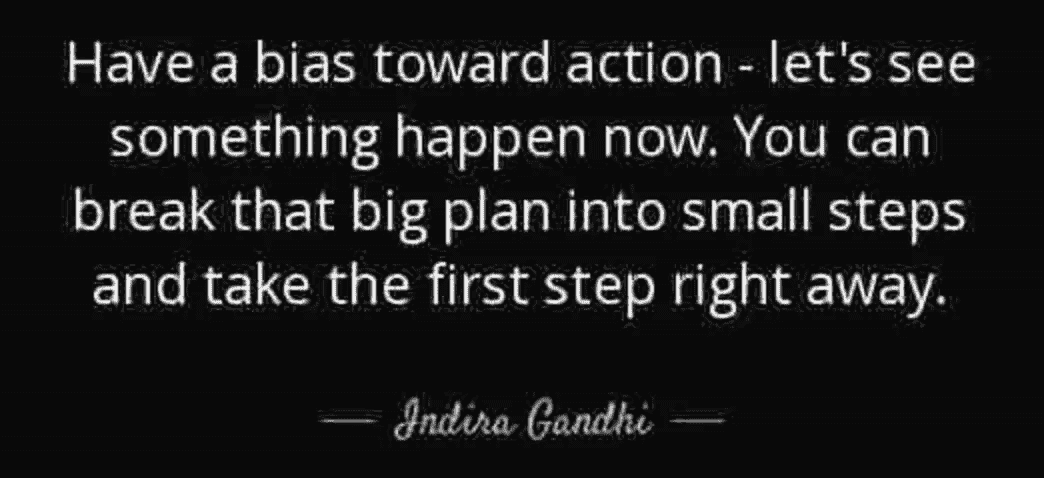 Have a bias toward action - let's see
something happen now. You can
break that big plan into small steps
and take the first step right away.
Indira Gandhi